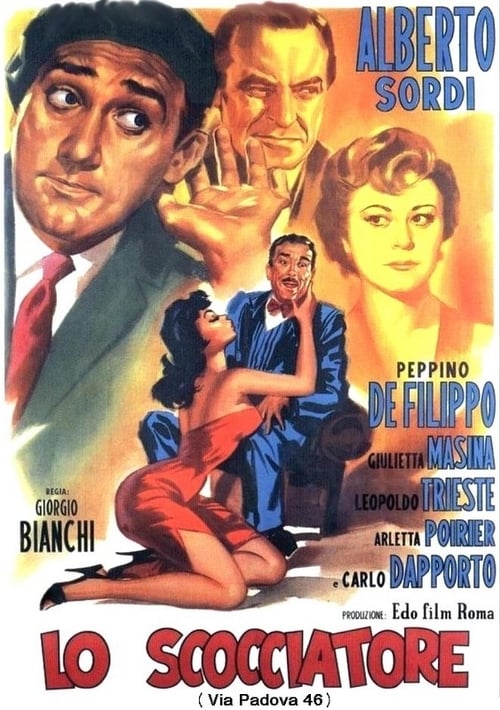 ALBERTO
SORDI
PEPPINO
DE FILIPPO
GIULIETTA MASINA
LEOPOLDO TRIESTE
ARLETTA POIRIER
e CARLO DAPPORTO
REGIA:
GIORGIO
BIANCHI
PRODUZIONE: Edo film Roma
LO SCOCCIATORE
( Via Padova 46 )